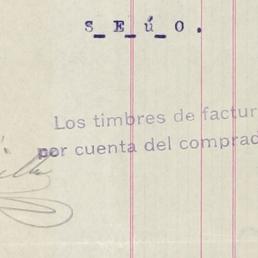 S_E_ú_O.
Los timbres de factur
por cuenta del comprad